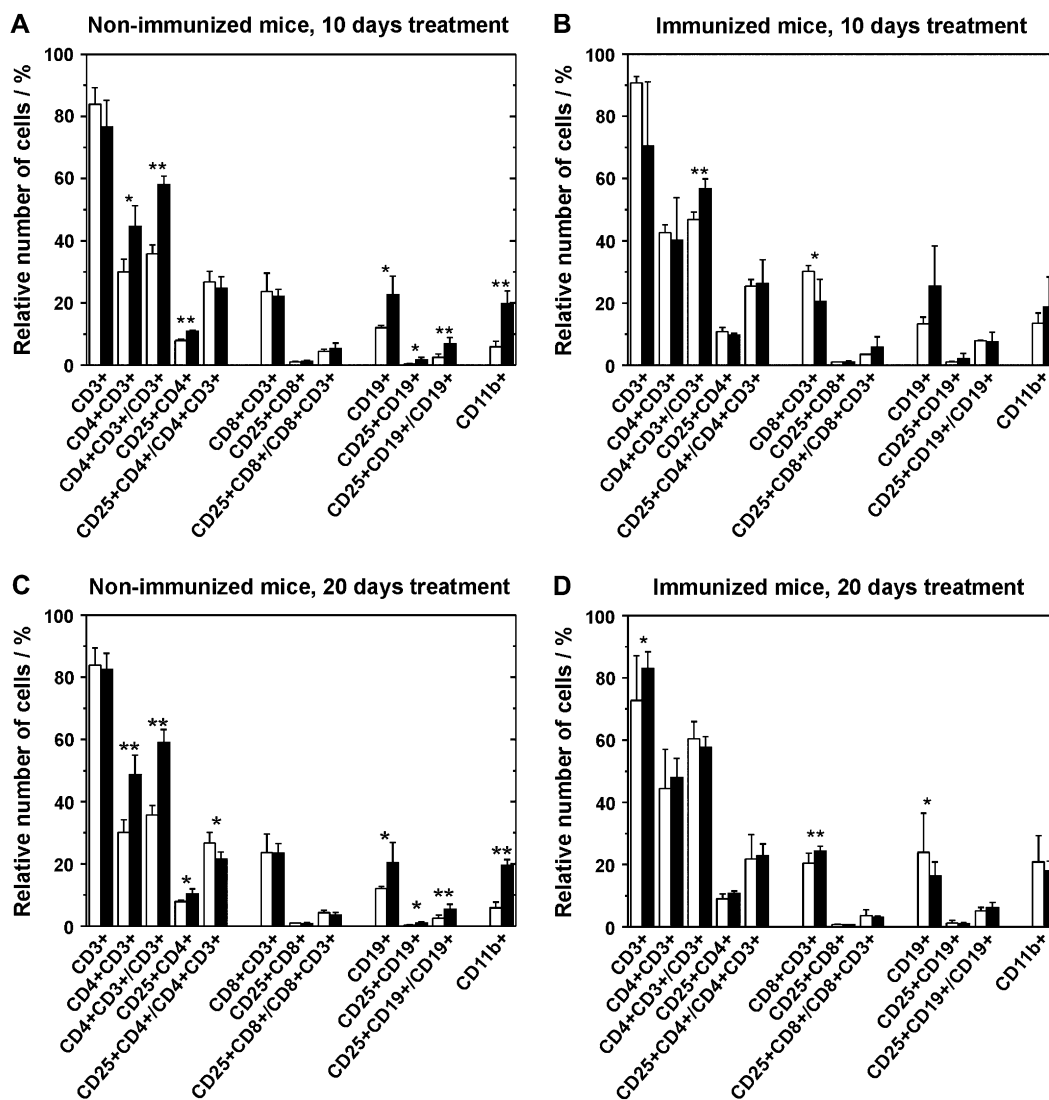 A Non-immunized mice, 10 days treatment
Relative number of cells / %
100
80
60
40
20
0
* ** ** * * ** **
CD3+
CD4+CD3+
CD4+CD3+/CD3+
CD25+CD4+
CD25+CD4+/CD4+CD3+
CD8+CD3+
CD25+CD8+
CD25+CD8+/CD8+CD3+
CD19+
CD25+CD19+
CD25+CD19+/CD19+
CD11b+
B Immunized mice, 10 days treatment
Relative number of cells / %
100
80
60
40
20
0
** *
CD3+
CD4+CD3+
CD4+CD3+/CD3+
CD25+CD4+
CD25+CD4+/CD4+CD3+
CD8+CD3+
CD25+CD8+
CD25+CD8+/CD8+CD3+
CD19+
CD25+CD19+
CD25+CD19+/CD19+
CD11b+
C Non-immunized mice, 20 days treatment
Relative number of cells / %
100
80
60
40
20
0
** ** * * * * ** **
CD3+
CD4+CD3+
CD4+CD3+/CD3+
CD25+CD4+
CD25+CD4+/CD4+CD3+
CD8+CD3+
CD25+CD8+
CD25+CD8+/CD8+CD3+
CD19+
CD25+CD19+
CD25+CD19+/CD19+
CD11b+
D Immunized mice, 20 days treatment
Relative number of cells / %
100
80
60
40
20
0
* ** *
CD3+
CD4+CD3+
CD4+CD3+/CD3+
CD25+CD4+
CD25+CD4+/CD4+CD3+
CD8+CD3+
CD25+CD8+
CD25+CD8+/CD8+CD3+
CD19+
CD25+CD19+
CD25+CD19+/CD19+
CD11b+